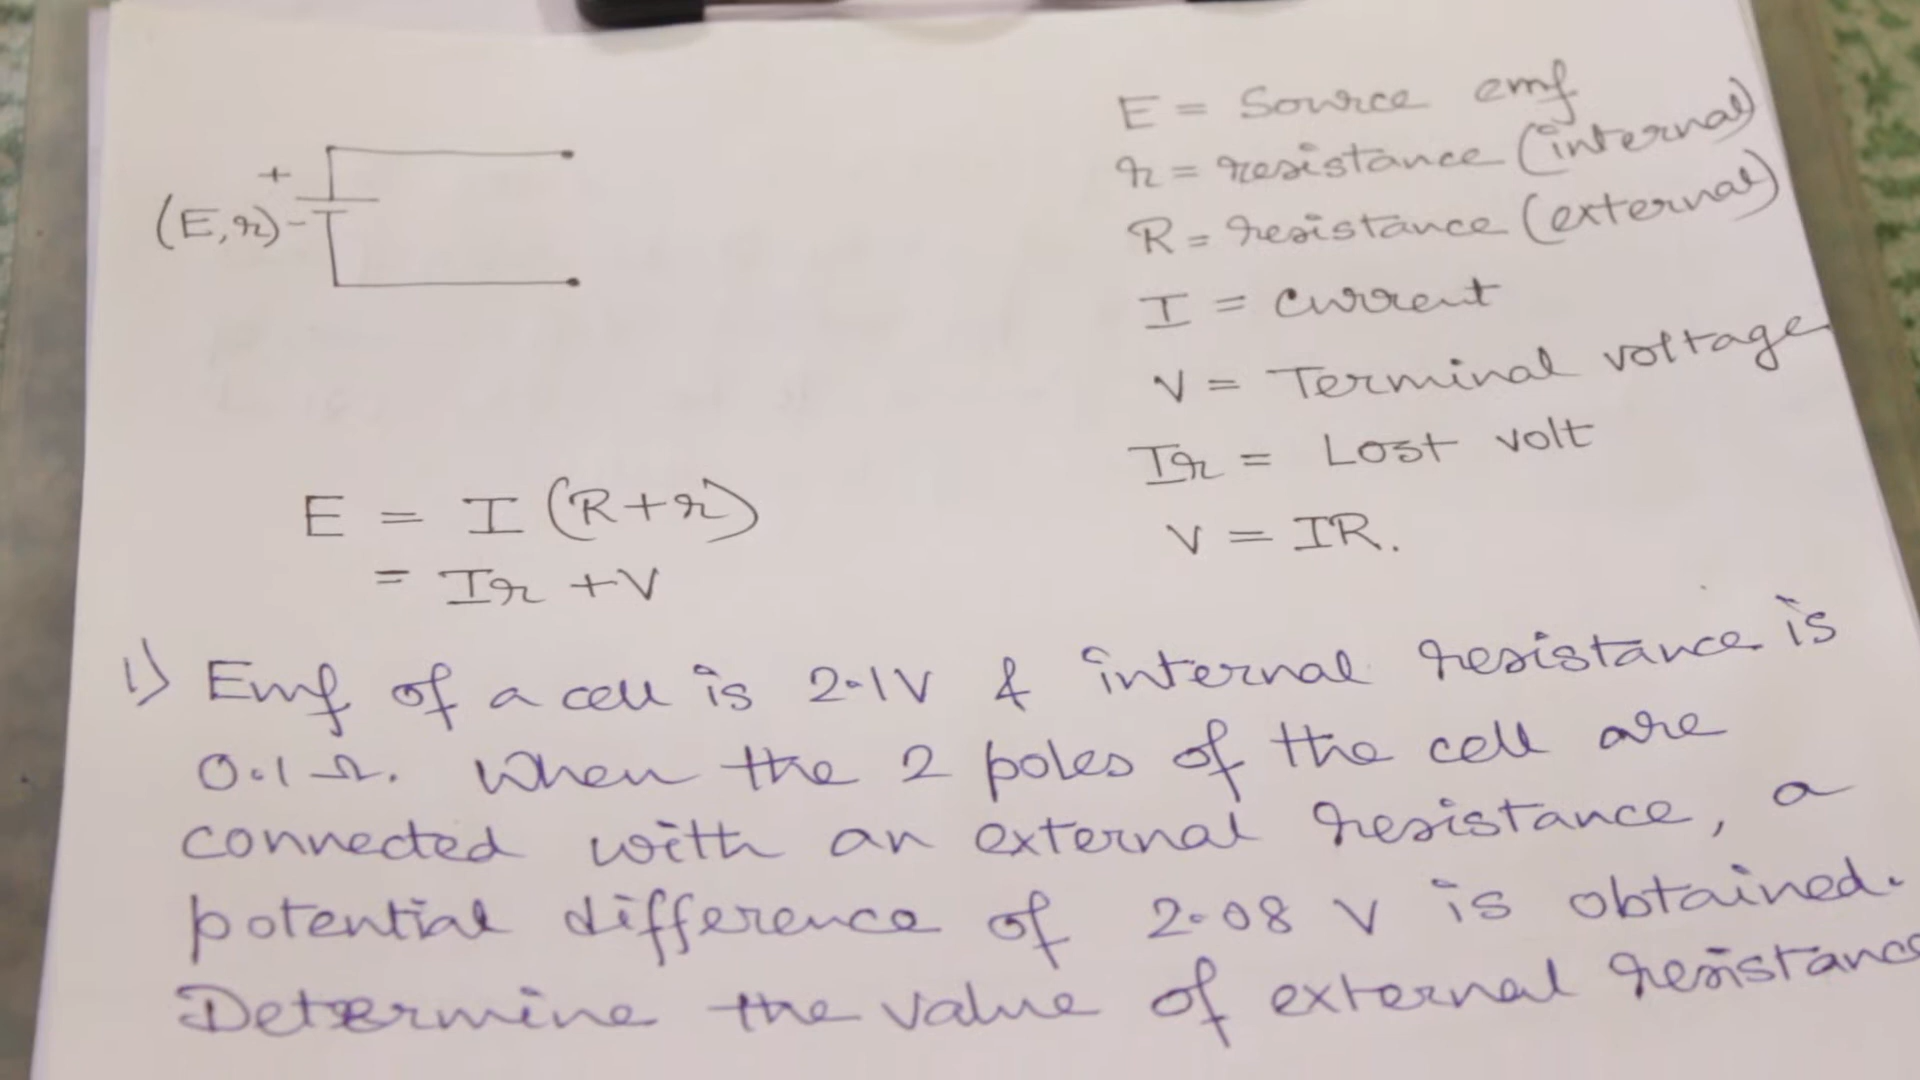 E = Source emf
r = resistance (internal)
R = resistance (external)
I = Current
V = Terminal voltage
Ir = Lost volt
V = IR.
+
(E,r) -
E = I (R+r)
= Ir + V
1) Emf of a cell is 2.1V & internal resistance is
0.1 Ω. When the 2 poles of the cell are
connected with an external resistance, a
potential difference of 2.08 V is obtained.
Determine the value of external resistance